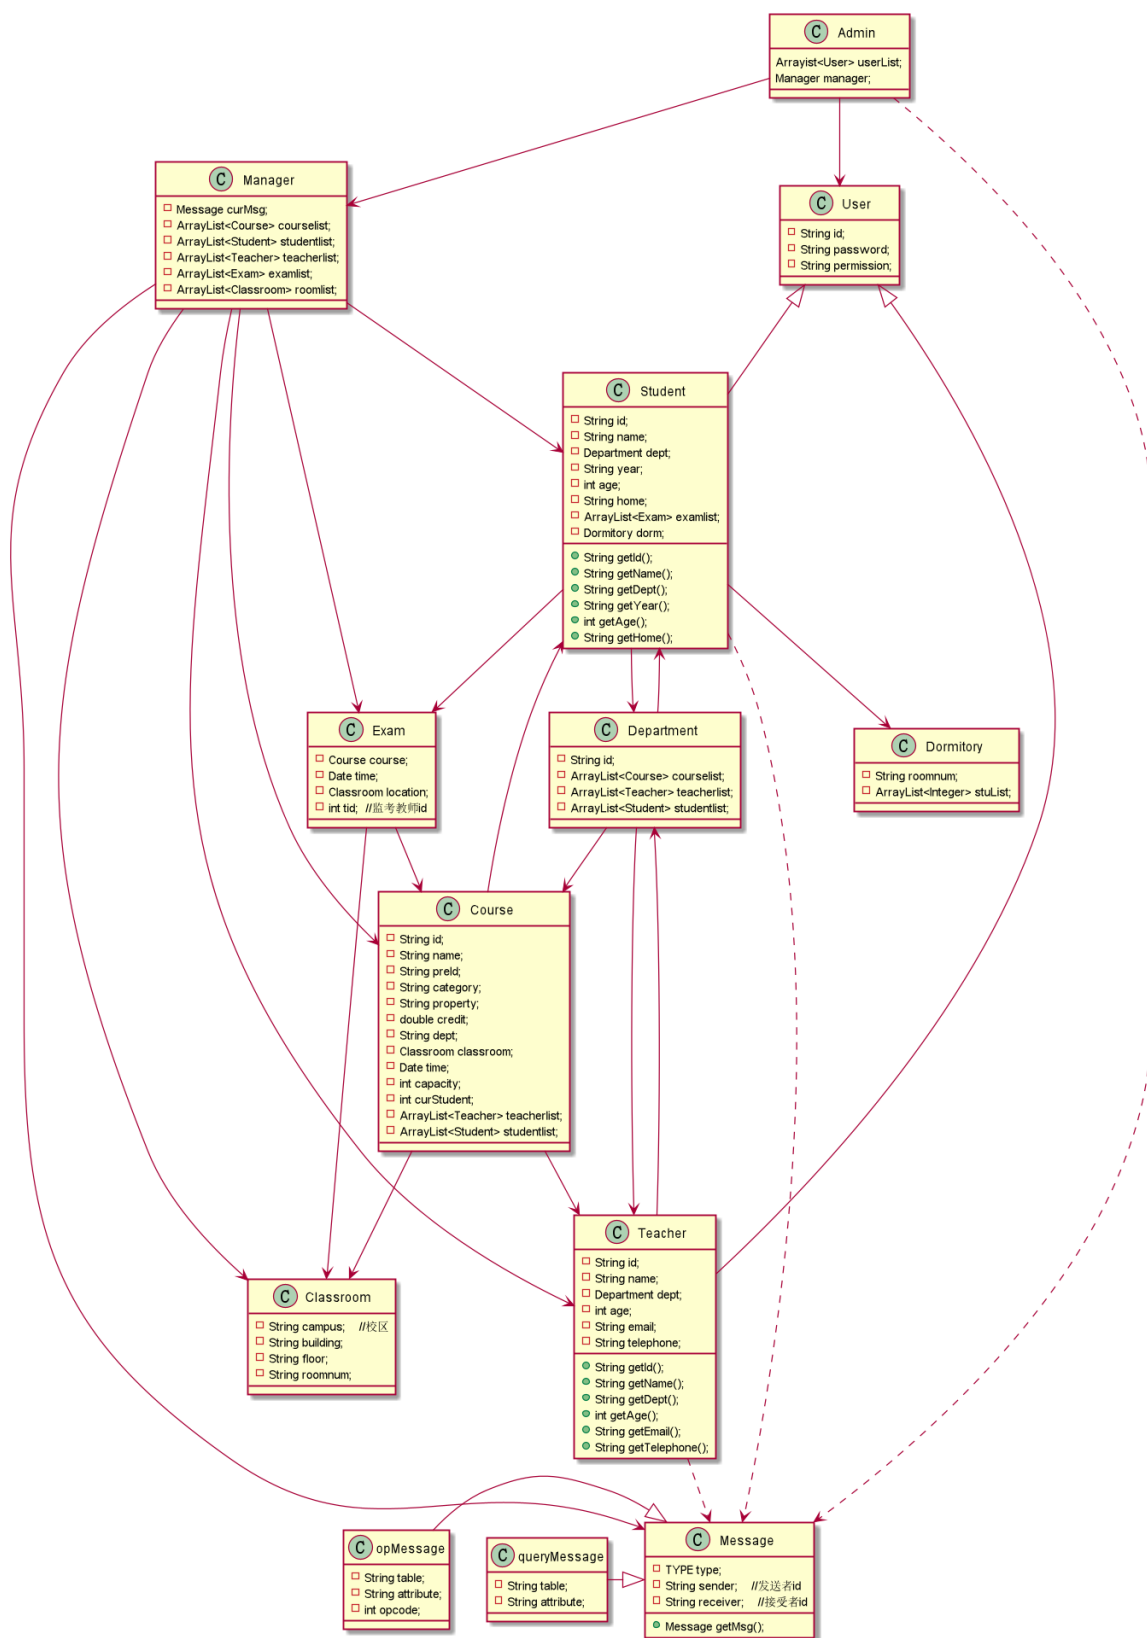 C Admin
Arrayist<User> userList;
Manager manager;
C Manager
Message curMsg;
ArrayList<Course> courselist;
ArrayList<Student> studentlist;
ArrayList<Teacher> teacherlist;
ArrayList<Exam> examlist;
ArrayList<Classroom> roomlist;
C User
String id;
String password;
String permission;
C Student
String id;
String name;
Department dept;
String year;
int age;
String home;
ArrayList<Exam> examlist;
Dormitory dorm;
String getId();
String getName();
String getDept();
String getYear();
int getAge();
String getHome();
C Exam
Course course;
Date time;
Classroom location;
int tid; //监考教师id
C Department
String id;
ArrayList<Course> courselist;
ArrayList<Teacher> teacherlist;
ArrayList<Student> studentlist;
C Dormitory
String roomnum;
ArrayList<Integer> stuList;
C Course
String id;
String name;
String preId;
String category;
String property;
double credit;
String dept;
Classroom classroom;
Date time;
int capacity;
int curStudent;
ArrayList<Teacher> teacherlist;
ArrayList<Student> studentlist;
C Teacher
String id;
String name;
Department dept;
int age;
String email;
String telephone;
String getId();
String getName();
String getDept();
int getAge();
String getEmail();
String getTelephone();
C Classroom
String campus; //校区
String building;
String floor;
String roomnum;
C opMessage
String table;
String attribute;
int opcode;
C queryMessage
String table;
String attribute;
C Message
TYPE type;
String sender; //发送者id
String receiver; //接受者id
Message getMsg();